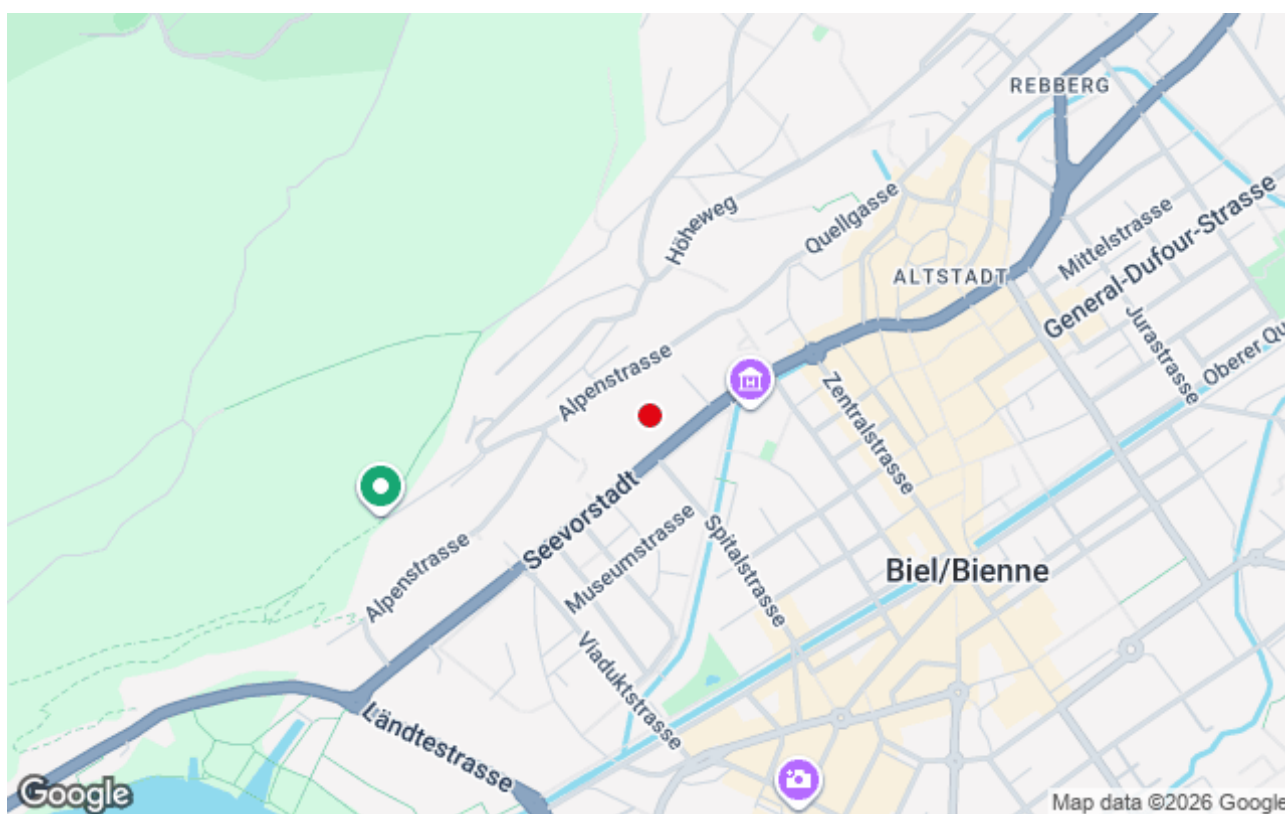 REBBERG
Höheweg
Quellgasse
Mittelstrasse
General-Dufour-Strasse
ALTSTADT
Jurastrasse
Oberer Qu
Alpenstrasse
Zentralstrasse
Seevorstadt
Museumstrasse
Spitalstrasse
Alpenstrasse
Biel/Bienne
Viaduktstrasse
Ländtestrasse
Google
Map data ©2026 Google